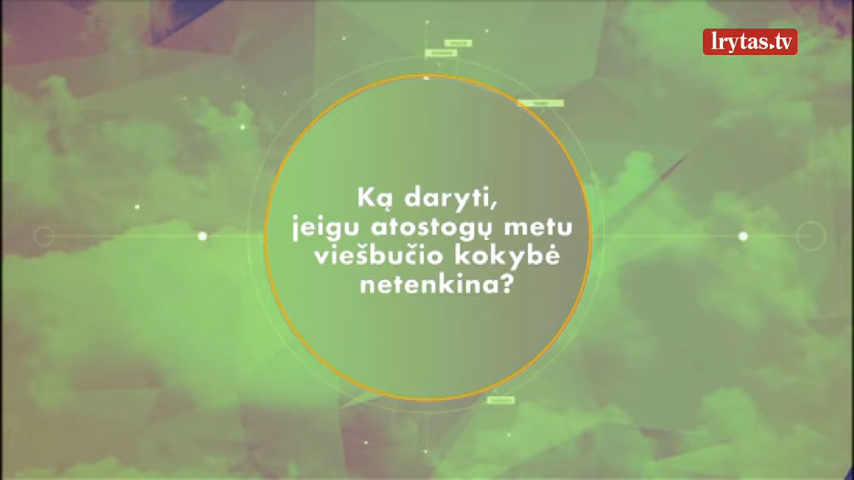 lrytas.tv
Ką daryti,
jeigu atostogų metu
viešbučio kokybė
netenkina?